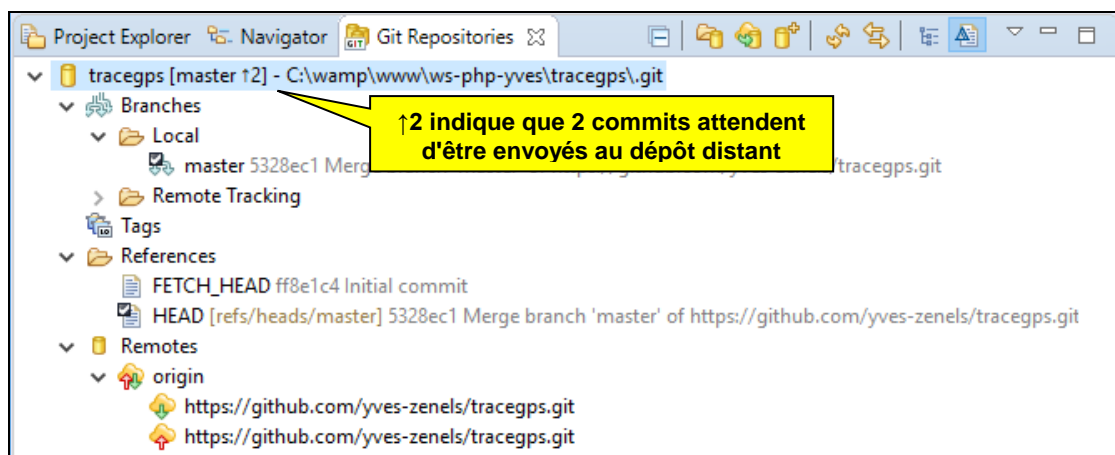 Project Explorer Navigator Git Repositories
tracegps [master ↑2] - C:\wamp\www\ws-php-yves\tracegps\.git
Branches
↑2 indique que 2 commits attendent
d'être envoyés au dépôt distant
Local
master 5328ec1 Merg /tracegps.git
Remote Tracking
Tags
References
FETCH_HEAD ff8e1c4 Initial commit
HEAD [refs/heads/master] 5328ec1 Merge branch 'master' of https://github.com/yves-zenels/tracegps.git
Remotes
origin
https://github.com/yves-zenels/tracegps.git
https://github.com/yves-zenels/tracegps.git